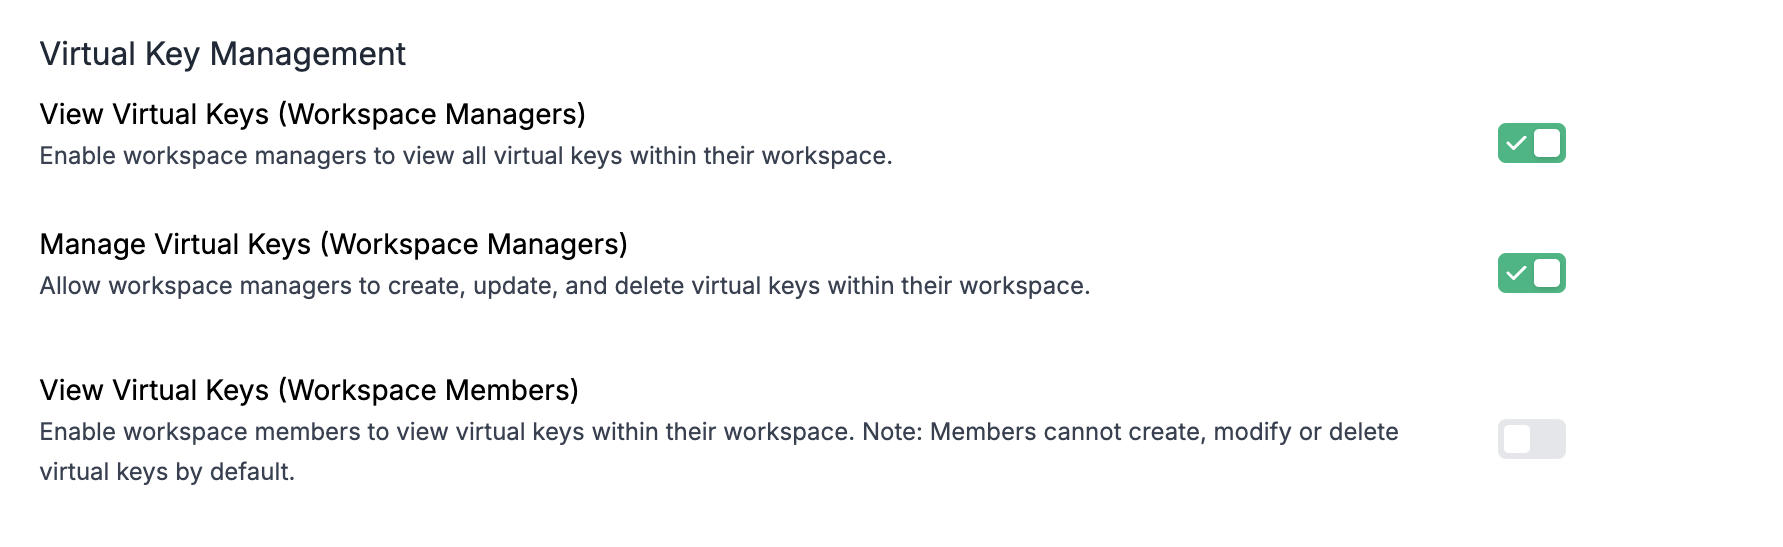 Virtual Key Management
View Virtual Keys (Workspace Managers)
Enable workspace managers to view all virtual keys within their workspace.
Manage Virtual Keys (Workspace Managers)
Allow workspace managers to create, update, and delete virtual keys within their workspace.
View Virtual Keys (Workspace Members)
Enable workspace members to view virtual keys within their workspace. Note: Members cannot create, modify or delete
virtual keys by default.